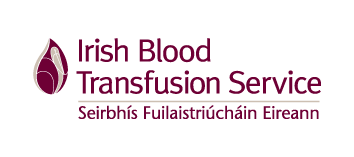 Irish Blood
Transfusion Service
Seirbhís Fuilaistriúcháin Eireann